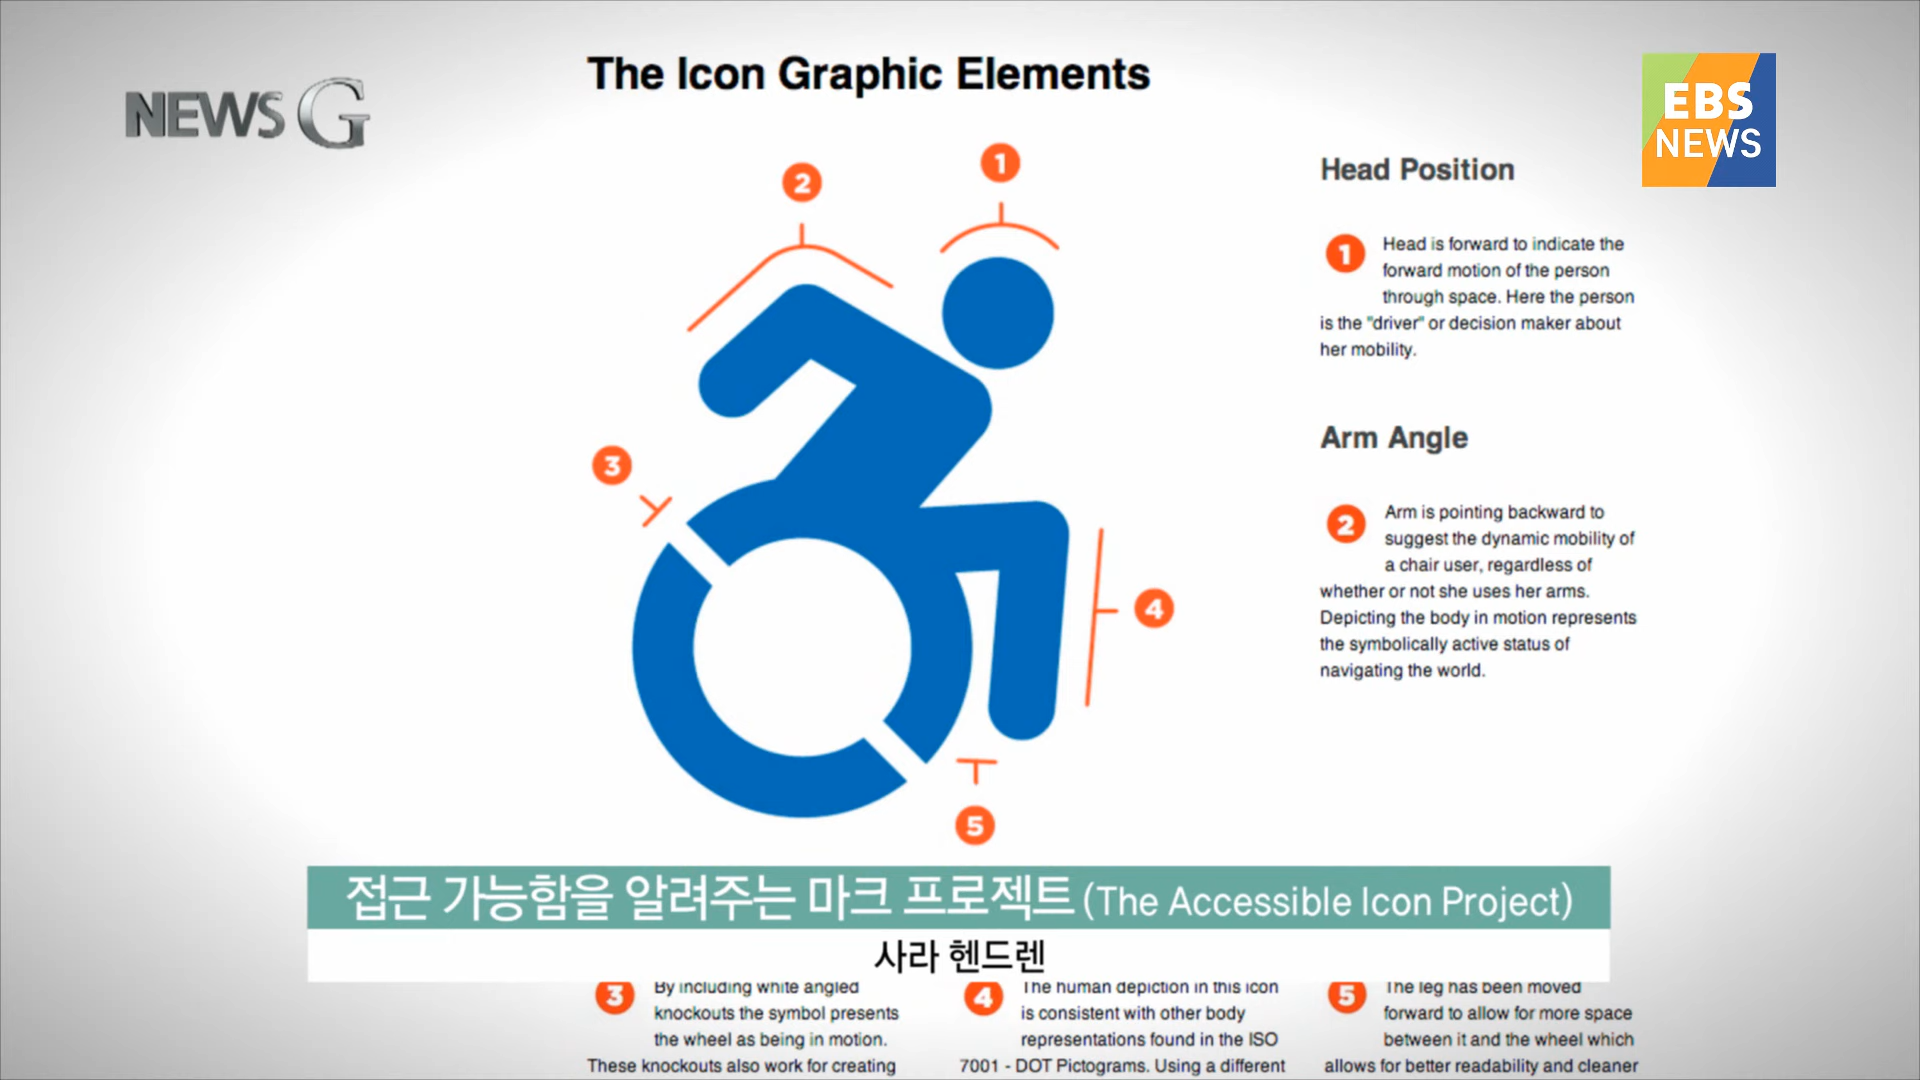 The Icon Graphic Elements
NEWS G
EBS
NEWS
1
2
3
4
5
Head Position
1 Head is forward to indicate the
forward motion of the person
through space. Here the person
is the "driver" or decision maker about
her mobility.
Arm Angle
2 Arm is pointing backward to
suggest the dynamic mobility of
a chair user, regardless of
whether or not she uses her arms.
Depicting the body in motion represents
the symbolically active status of
navigating the world.
접근 가능함을 알려주는 마크 프로젝트 (The Accessible Icon Project)
사라 헨드렌
3 By including white angled
knockouts the symbol presents
the wheel as being in motion.
These knockouts also work for creating
4 The human depiction in this icon
is consistent with other body
representations found in the ISO
7001 - DOT Pictograms. Using a different
5 The leg has been moved
forward to allow for more space
between it and the wheel which
allows for better readability and cleaner